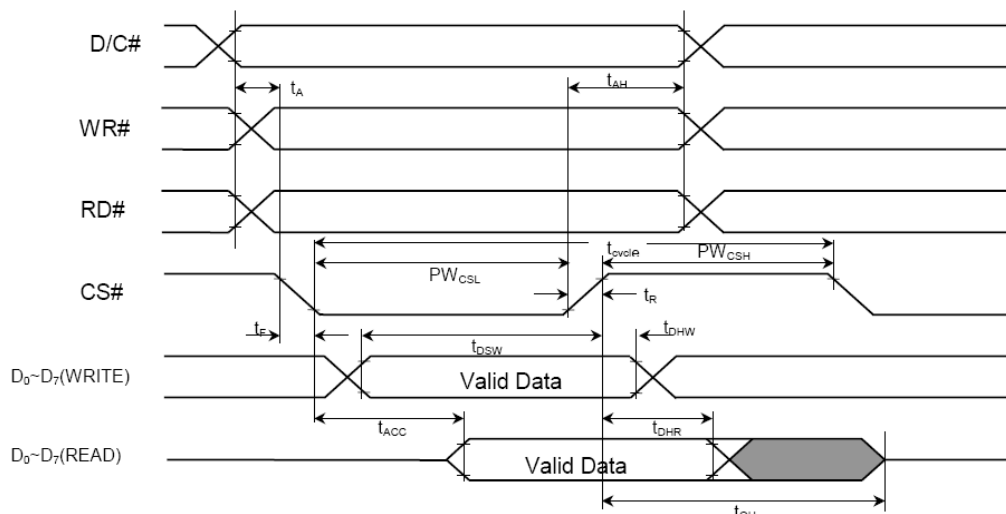 D/C#
tA
tAH
WR#
RD#
tcycle
PWCSL
PWCSH
CS#
tR
tF
tDSW
tDHW
D0~D7(WRITE)
Valid Data
tACC
tDHR
D0~D7(READ)
Valid Data